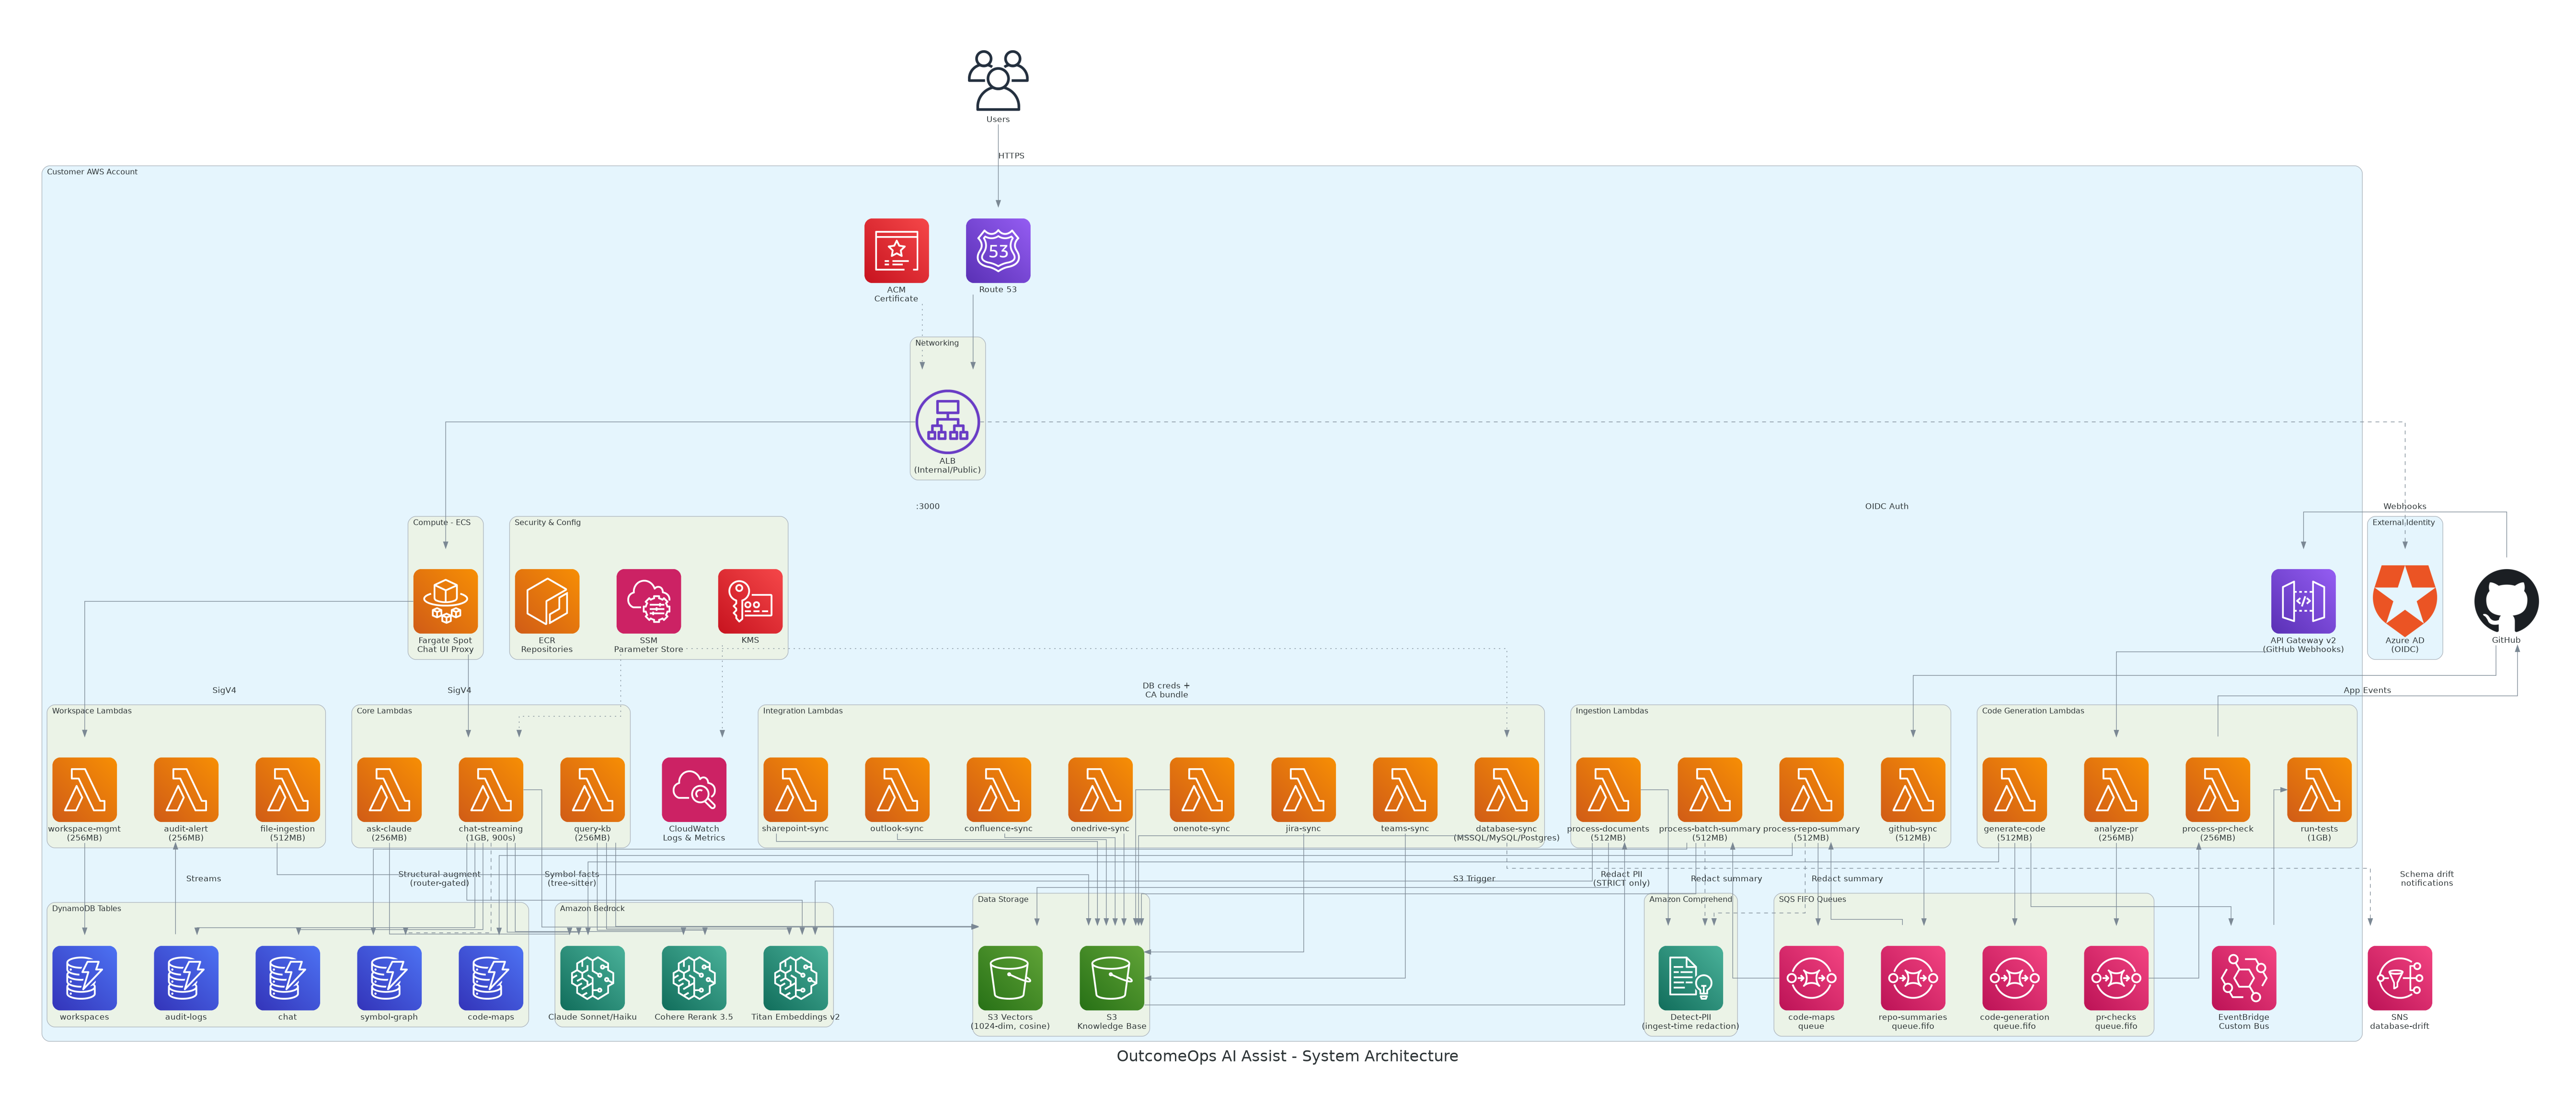 Users
HTTPS
Customer AWS Account
53
ACM
Certificate
Route 53
Networking
ALB
(Internal/Public)
:3000
OIDC Auth
Webhooks
Compute - ECS
Security & Config
External Identity
Fargate Spot
Chat UI Proxy
ECR
Repositories
SSM
Parameter Store
KMS
API Gateway v2
(GitHub Webhooks)
Azure AD
(OIDC)
GitHub
SigV4
SigV4
DB creds +
CA bundle
App Events
Workspace Lambdas
Core Lambdas
Integration Lambdas
Ingestion Lambdas
Code Generation Lambdas
workspace-mgmt
(256MB)
audit-alert
(256MB)
file-ingestion
(512MB)
ask-claude
(256MB)
chat-streaming
(1GB, 900s)
query-kb
(256MB)
CloudWatch
Logs & Metrics
sharepoint-sync
outlook-sync
confluence-sync
onedrive-sync
onenote-sync
jira-sync
teams-sync
database-sync
(MSSQL/MySQL/Postgres)
process-documents
(512MB)
process-batch-summary
(512MB)
process-repo-summary
(512MB)
github-sync
(512MB)
generate-code
(512MB)
analyze-pr
(256MB)
process-pr-check
(256MB)
run-tests
(1GB)
Streams
Structural augment
(router-gated)
Symbol facts
(tree-sitter)
S3 Trigger
Redact PII
(STRICT only)
Redact summary
Redact summary
Schema drift
notifications
DynamoDB Tables
Amazon Bedrock
Data Storage
Amazon Comprehend
SQS FIFO Queues
workspaces
audit-logs
chat
symbol-graph
code-maps
Claude Sonnet/Haiku
Cohere Rerank 3.5
Titan Embeddings v2
S3 Vectors
(1024-dim, cosine)
S3
Knowledge Base
Detect-PII
(ingest-time redaction)
code-maps
queue
repo-summaries
queue.fifo
code-generation
queue.fifo
pr-checks
queue.fifo
EventBridge
Custom Bus
SNS
database-drift
OutcomeOps AI Assist - System Architecture